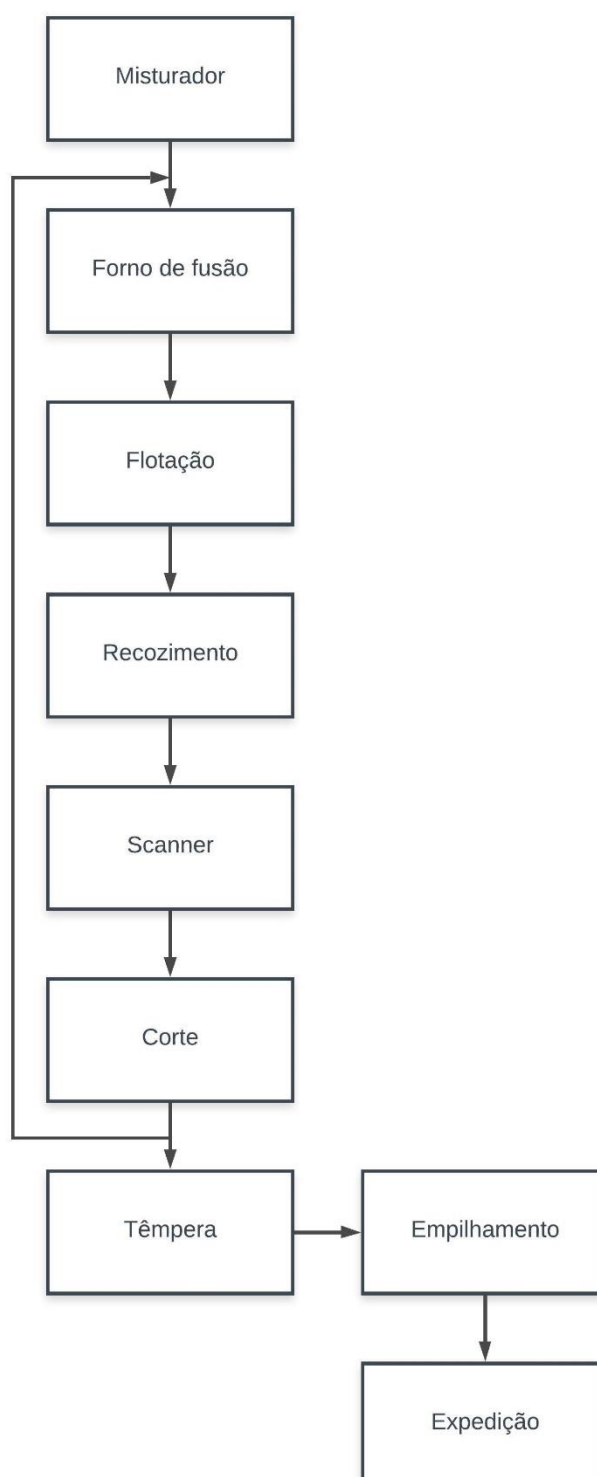 Misturador
Forno de fusão
Flotação
Recozimento
Scanner
Corte
Têmpera
Empilhamento
Expedição